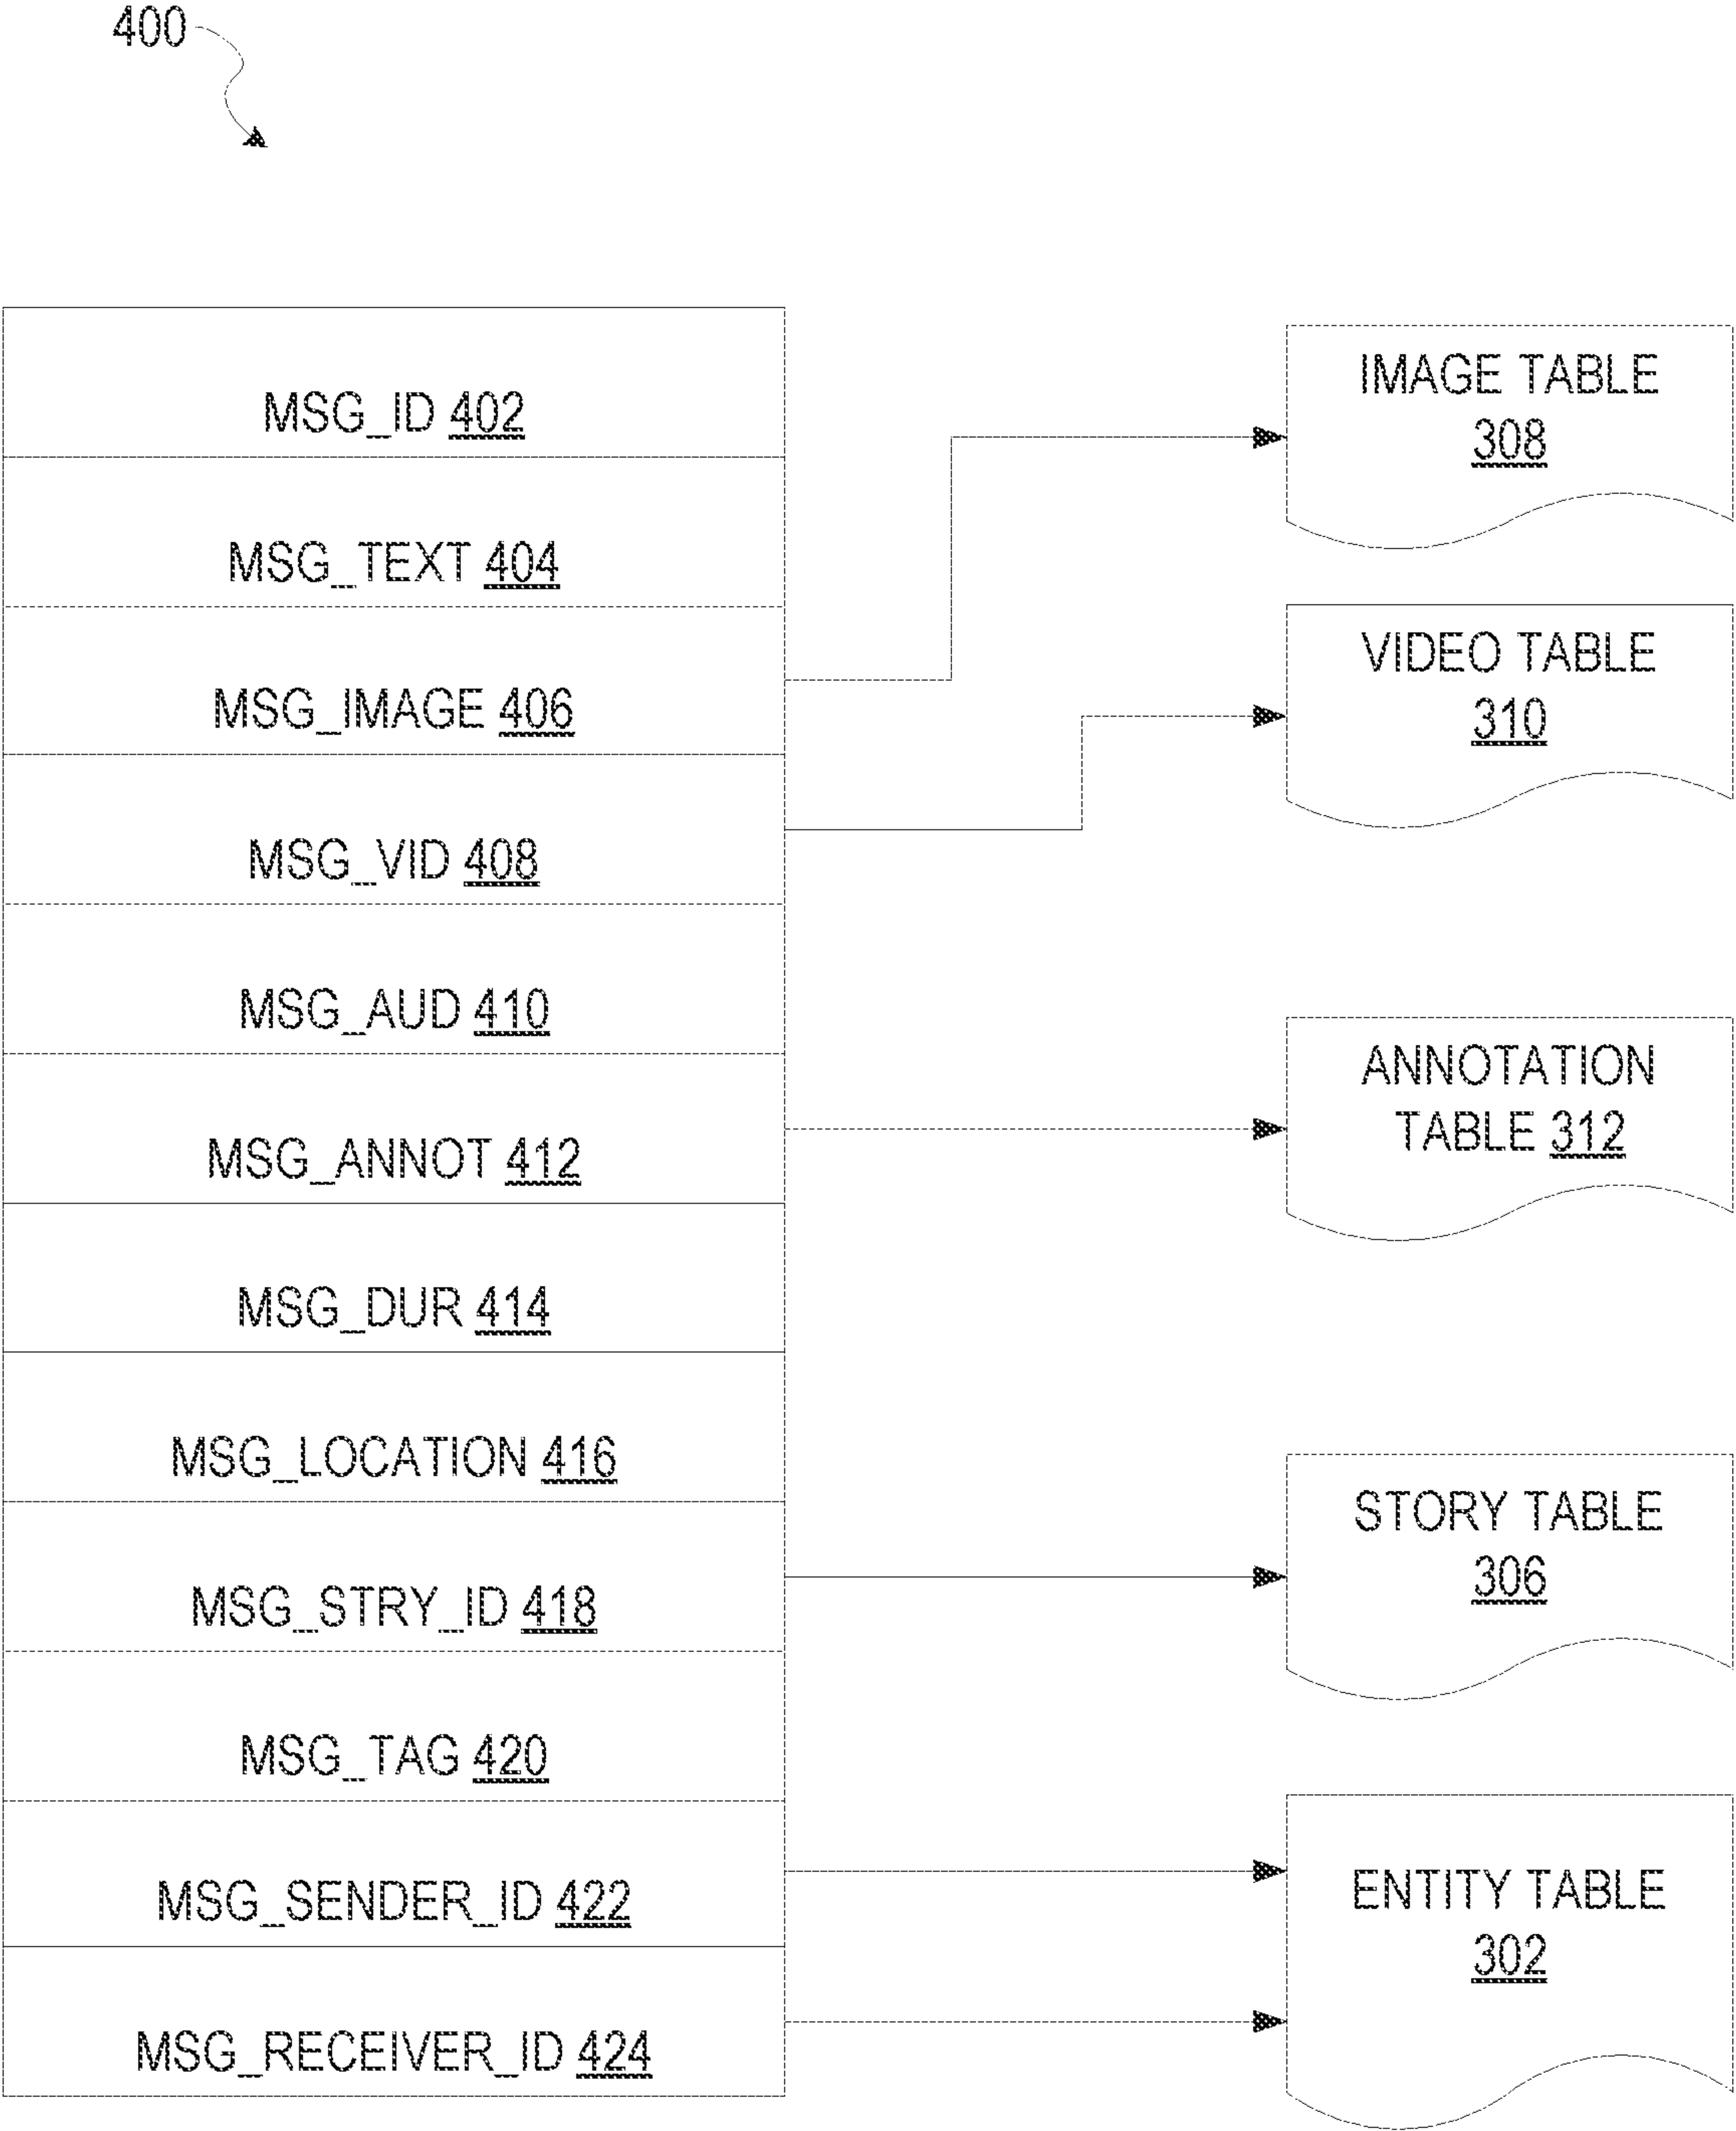 400
MSG_ID 402
MSG_TEXT 404
MSG_IMAGE 406
MSG_VID 408
MSG_AUD 410
MSG_ANNOT 412
MSG_DUR 414
MSG_LOCATION 416
MSG_STRY_ID 418
MSG_TAG 420
MSG_SENDER_ID 422
MSG_RECEIVER_ID 424
IMAGE TABLE
308
VIDEO TABLE
310
ANNOTATION
TABLE 312
STORY TABLE
306
ENTITY TABLE
302